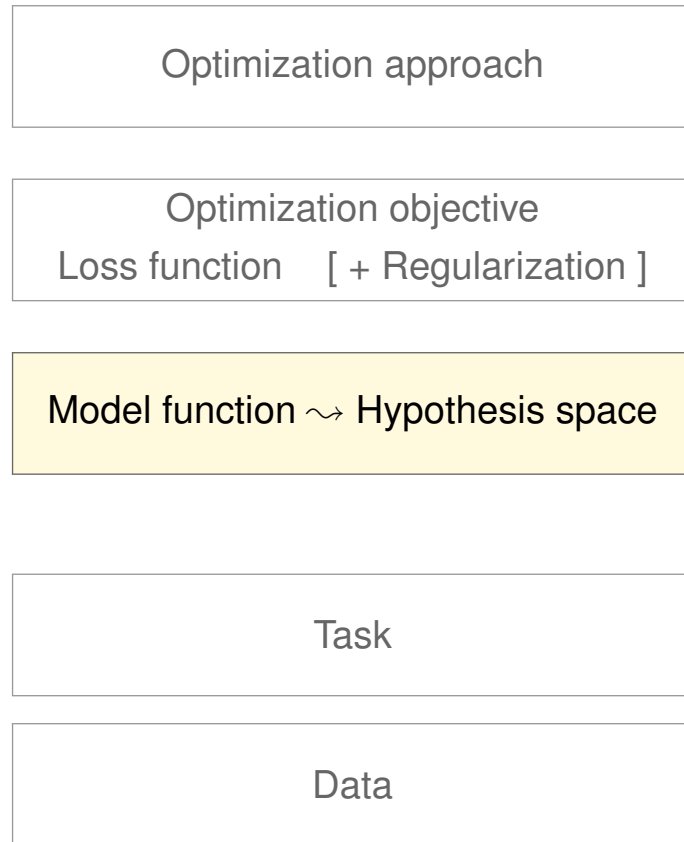 Optimization approach
Optimization objective
Loss function [ + Regularization ]
Model function ⤳ Hypothesis space
Task
Data